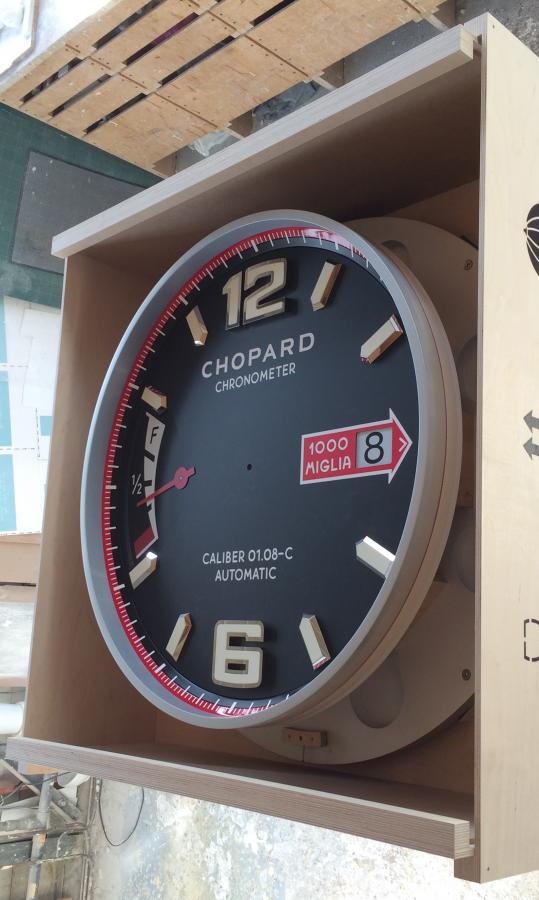 12
CHOPARD
CHRONOMETER
F
1/2
1000
MIGLIA
8
CALIBER 01.08-C
AUTOMATIC
6